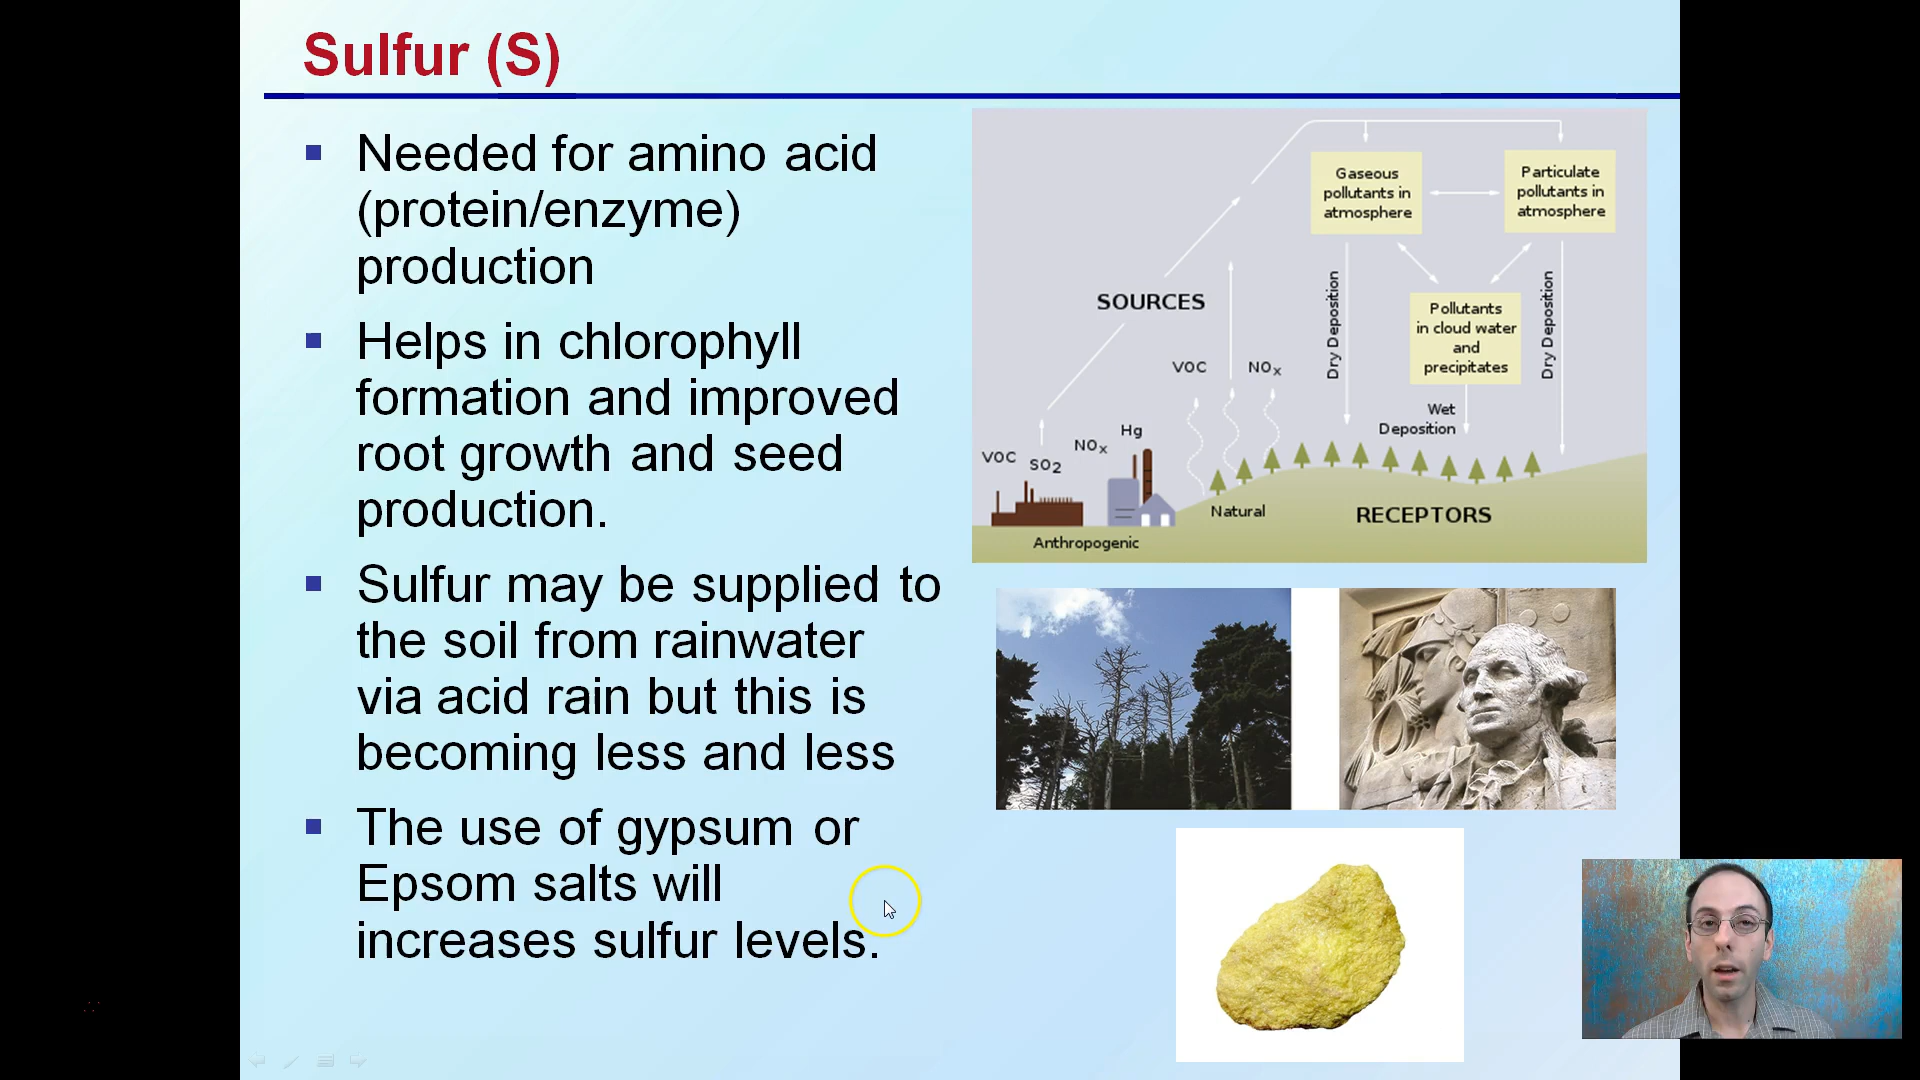 Sulfur (S)
Needed for amino acid
(protein/enzyme)
production
Helps in chlorophyll
formation and improved
root growth and seed
production.
Sulfur may be supplied to
the soil from rainwater
via acid rain but this is
becoming less and less
The use of gypsum or
Epsom salts will
increases sulfur levels.
Gaseous
pollutants in
atmosphere
Particulate
pollutants in
atmosphere
SOURCES
Dry Deposition
Pollutants
in cloud water
and
precipitates
Dry Deposition
VOC
NOx
Wet
Deposition
Hg
NOx
VOC
SO2
Natural
RECEPTORS
Anthropogenic